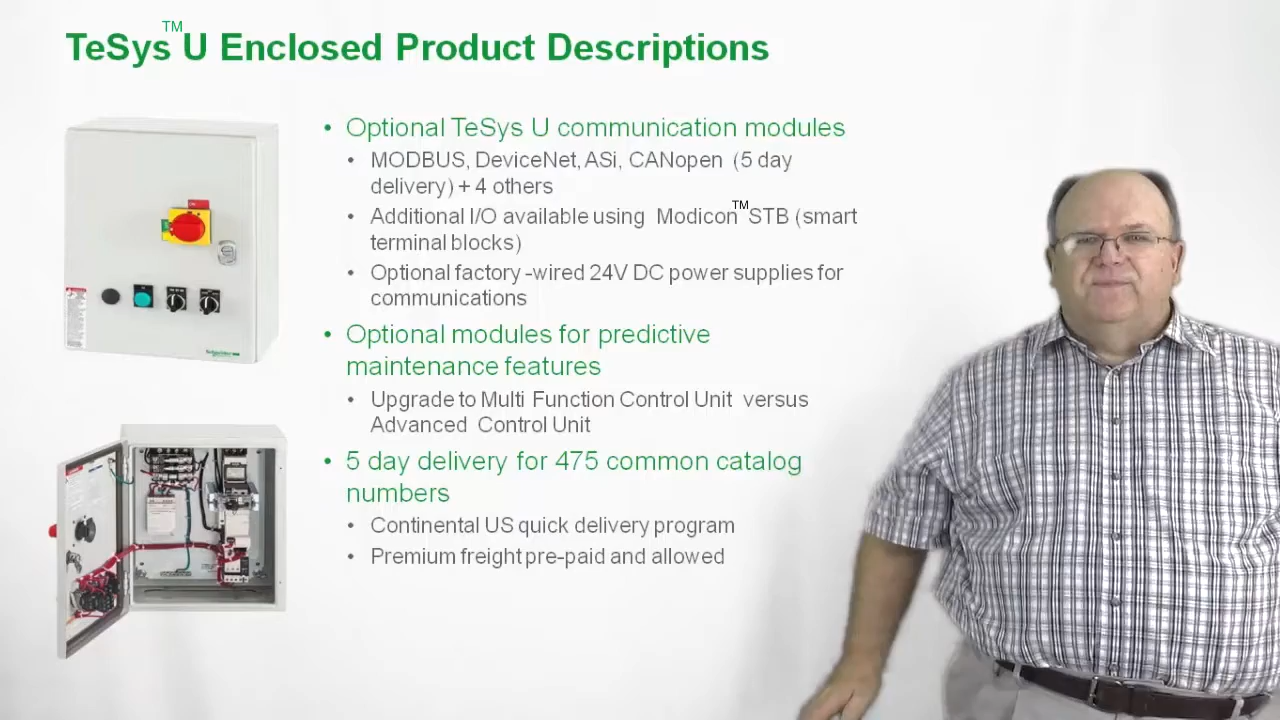 TeSys™U Enclosed Product Descriptions
• Optional TeSys U communication modules
• MODBUS, DeviceNet, ASi, CANopen (5 day
delivery) + 4 others
• Additional I/O available using Modicon™STB (smart
terminal blocks)
• Optional factory -wired 24V DC power supplies for
communications
• Optional modules for predictive
maintenance features
• Upgrade to Multi Function Control Unit versus
Advanced Control Unit
• 5 day delivery for 475 common catalog
numbers
• Continental US quick delivery program
• Premium freight pre-paid and allowed
Schneider